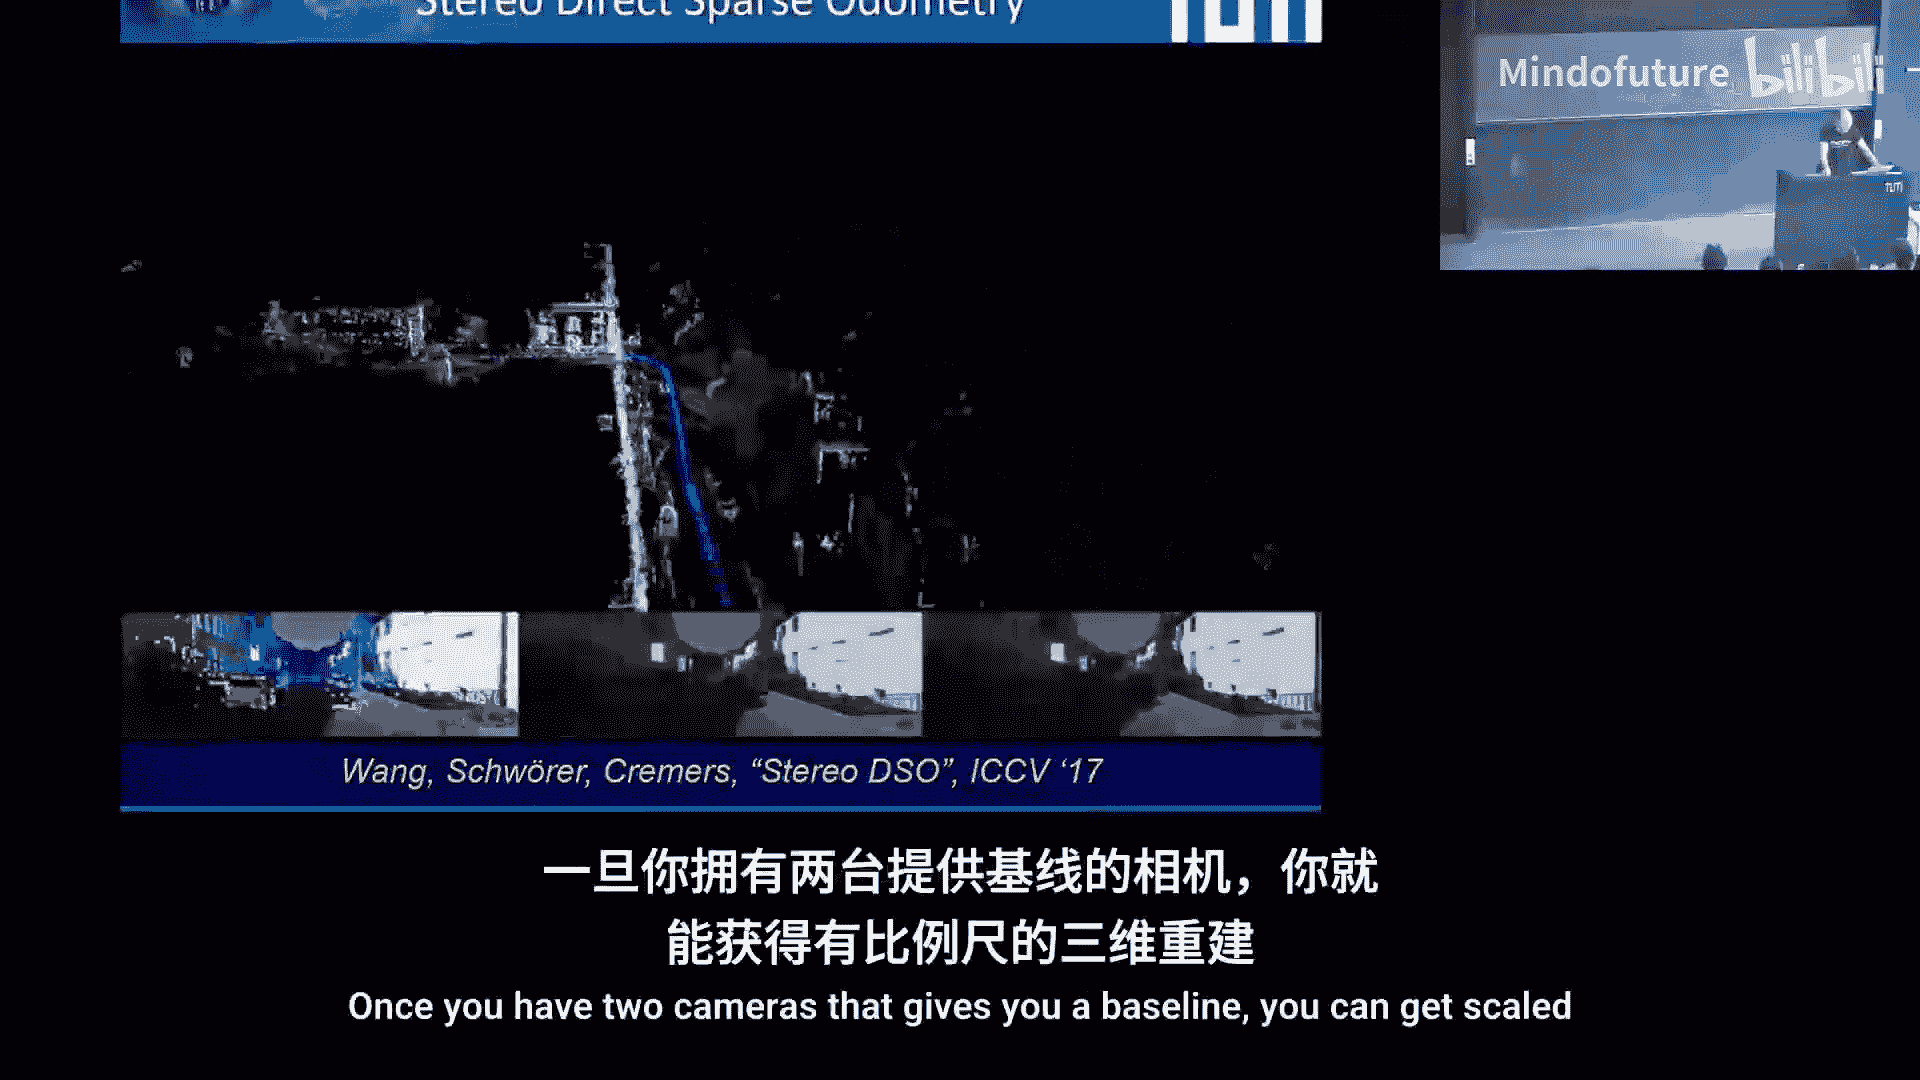 Stereo Direct Sparse Odometry
TUM
Mindofuture bilibili
TUM
Wang, Schwörer, Cremers, “Stereo DSO”, ICCV ‘17
一旦你拥有两台提供基线的相机，你就
能获得有比例尺的三维重建
Once you have two cameras that gives you a baseline, you can get scaled